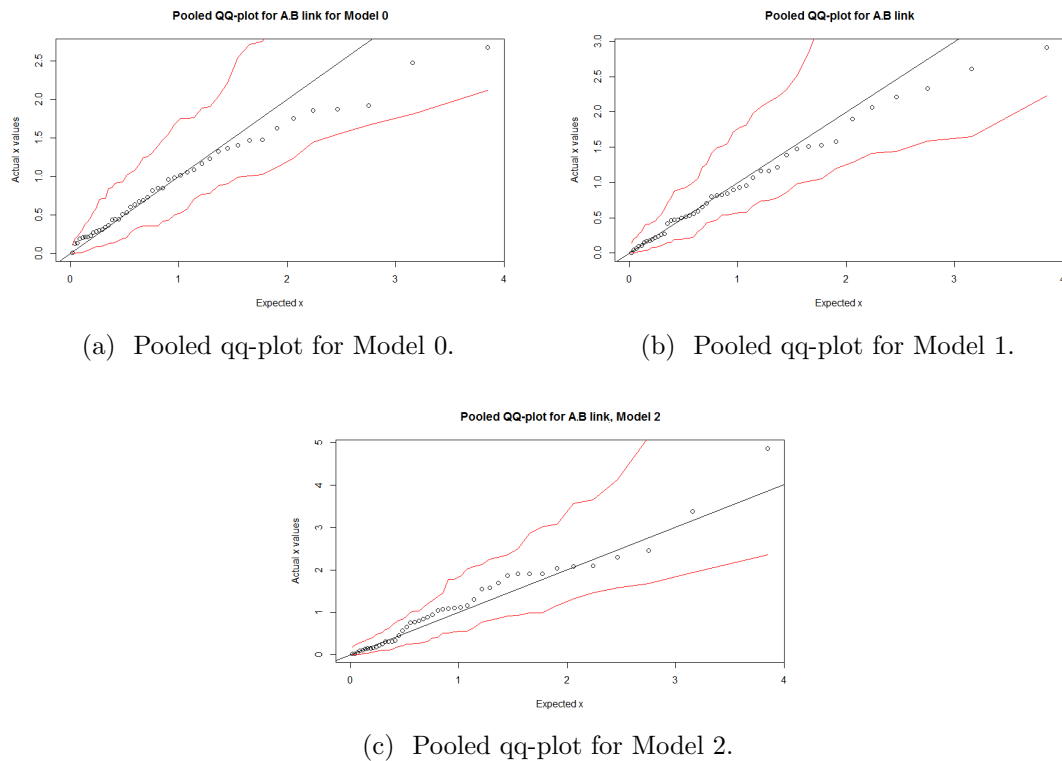 Pooled QQ-plot for A.B link for Model 0
Actual x values
0.0 0.5 1.0 1.5 2.0 2.5
0 1 2 3 4
Expected x
(a) Pooled qq-plot for Model 0.
Pooled QQ-plot for A.B link
Actual x values
0.0 0.5 1.0 1.5 2.0 2.5 3.0
0 1 2 3 4
Expected x
(b) Pooled qq-plot for Model 1.
Pooled QQ-plot for A.B link, Model 2
Actual x values
0 1 2 3 4 5
0 1 2 3 4
Expected x
(c) Pooled qq-plot for Model 2.